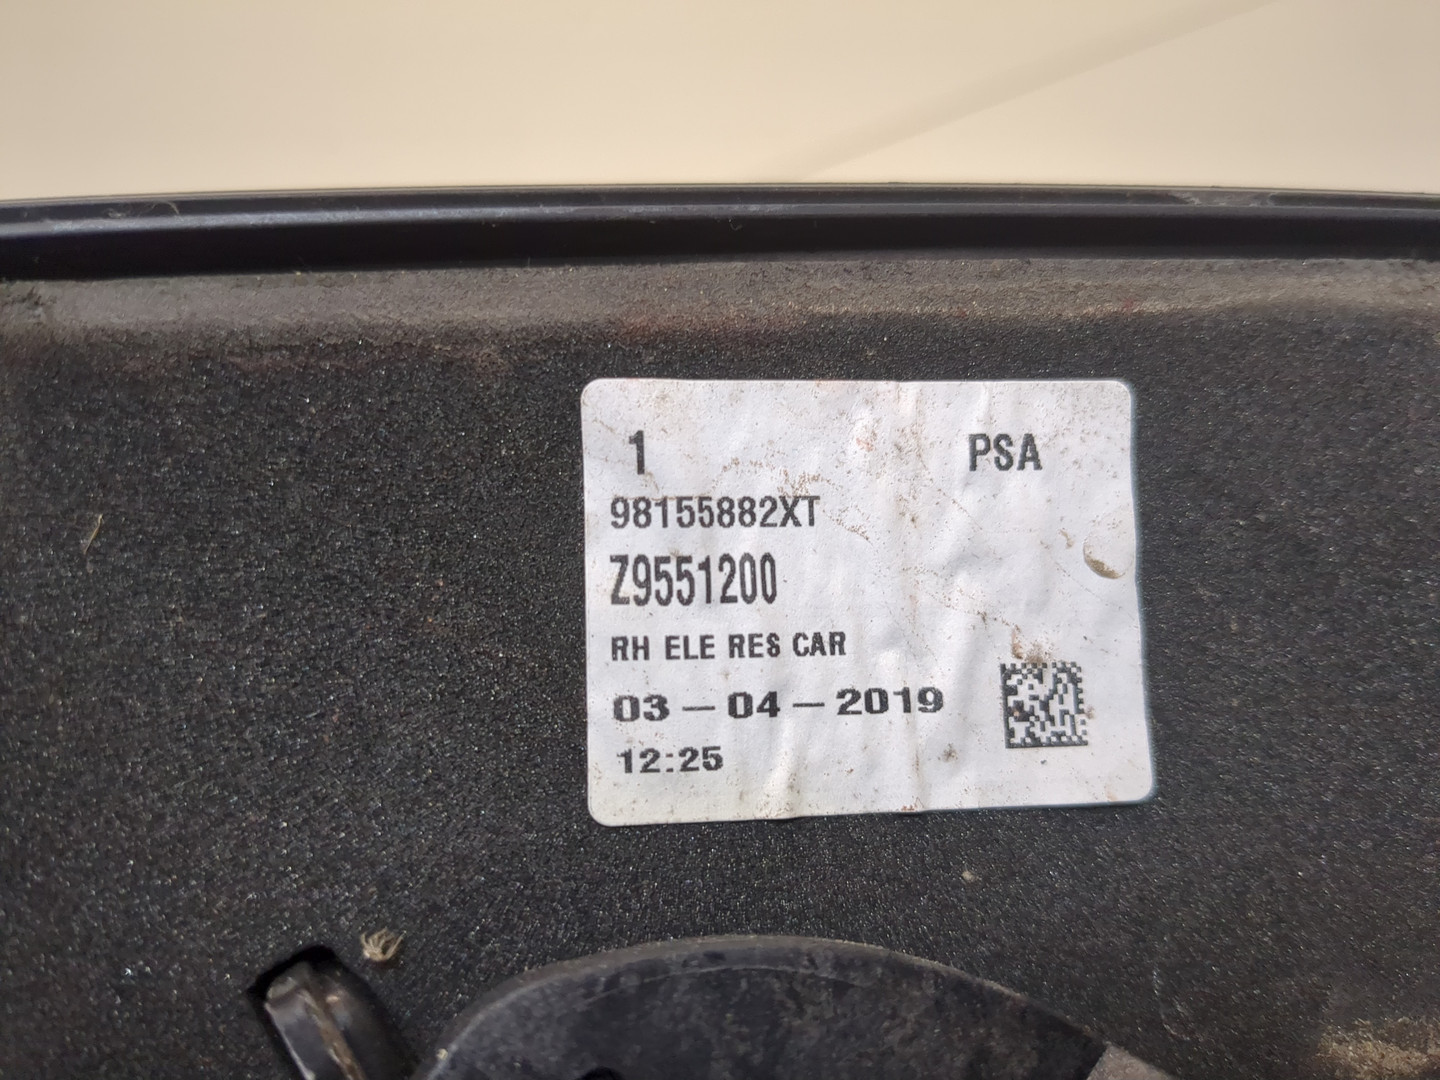 1 PSA
98155882XT
Z9551200
RH ELE RES CAR
03-04-2019
12:25